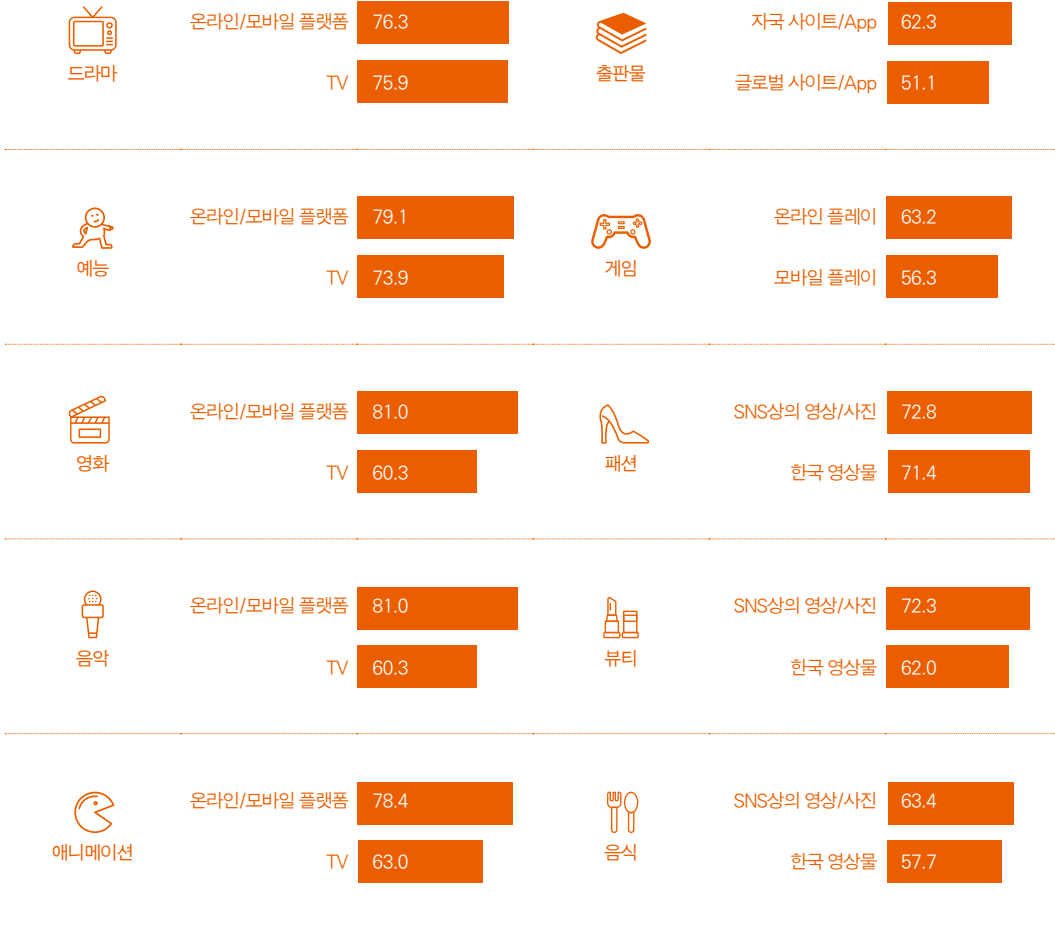 온라인/모바일 플랫폼 76.3
드라마
TV 75.9
자국 사이트/App 62.3
출판물
글로벌 사이트/App 51.1
온라인/모바일 플랫폼 79.1
예능
TV 73.9
온라인 플레이 63.2
게임
모바일 플레이 56.3
온라인/모바일 플랫폼 81.0
영화
TV 60.3
SNS상의 영상/사진 72.8
패션
한국 영상물 71.4
온라인/모바일 플랫폼 81.0
음악
TV 60.3
SNS상의 영상/사진 72.3
뷰티
한국 영상물 62.0
온라인/모바일 플랫폼 78.4
애니메이션
TV 63.0
SNS상의 영상/사진 63.4
음식
한국 영상물 57.7